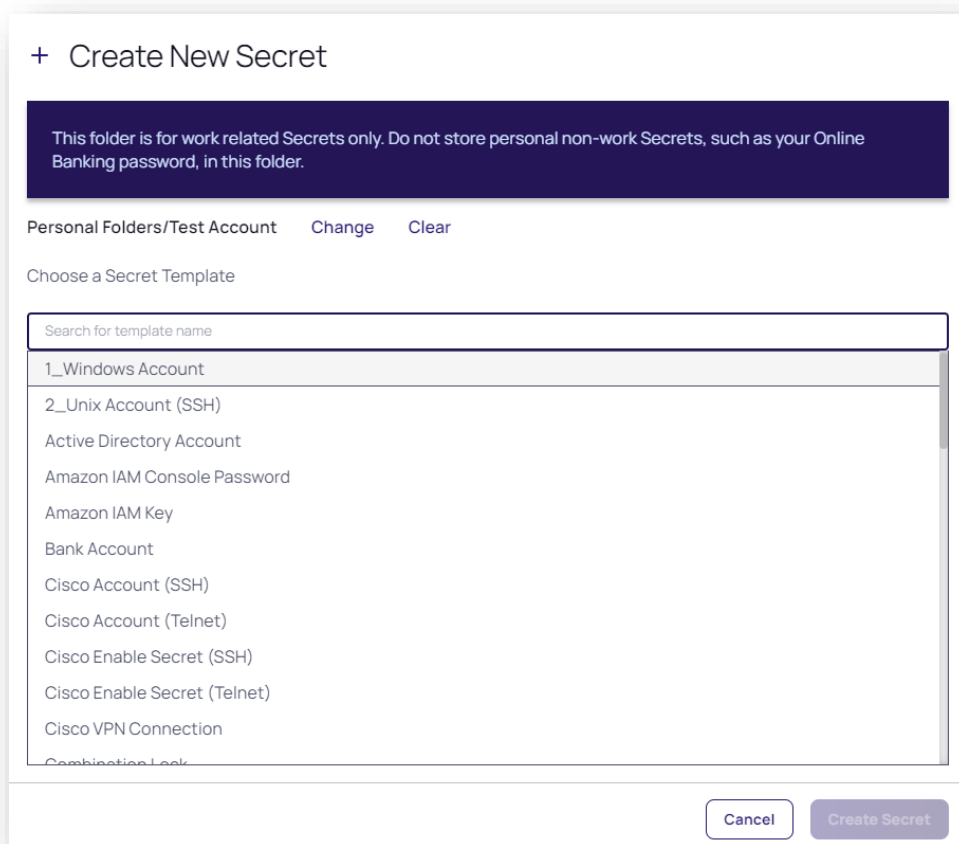 + Create New Secret
This folder is for work related Secrets only. Do not store personal non-work Secrets, such as your Online
Banking password, in this folder.
Personal Folders/Test Account Change Clear
Choose a Secret Template
Search for template name
1_Windows Account
2_Unix Account (SSH)
Active Directory Account
Amazon IAM Console Password
Amazon IAM Key
Bank Account
Cisco Account (SSH)
Cisco Account (Telnet)
Cisco Enable Secret (SSH)
Cisco Enable Secret (Telnet)
Cisco VPN Connection
Combination Lock
Cancel Create Secret